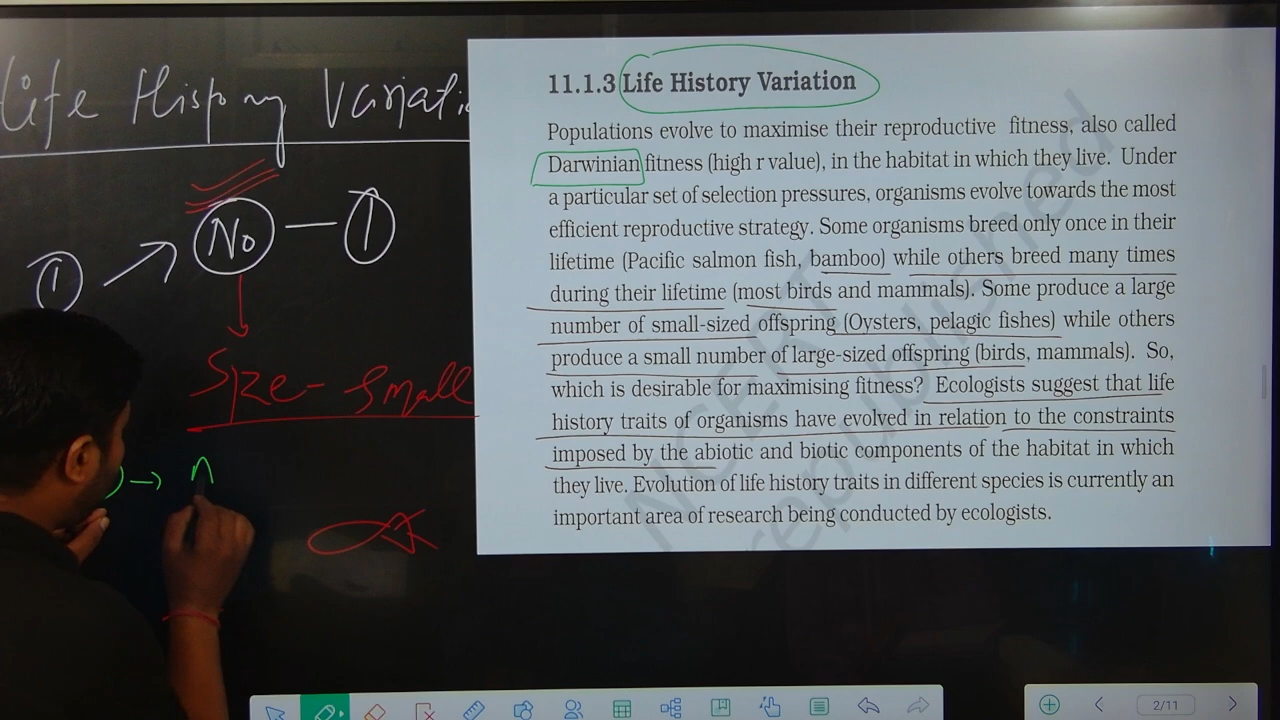 Life History Variati
① → No — ①
Size - Small
→ n
11.1.3 Life History Variation
Populations evolve to maximise their reproductive fitness, also called
Darwinian fitness (high r value), in the habitat in which they live. Under
a particular set of selection pressures, organisms evolve towards the most
efficient reproductive strategy. Some organisms breed only once in their
lifetime (Pacific salmon fish, bamboo) while others breed many times
during their lifetime (most birds and mammals). Some produce a large
number of small-sized offspring (Oysters, pelagic fishes) while others
produce a small number of large-sized offspring (birds, mammals). So,
which is desirable for maximising fitness? Ecologists suggest that life
history traits of organisms have evolved in relation to the constraints
imposed by the abiotic and biotic components of the habitat in which
they live. Evolution of life history traits in different species is currently an
important area of research being conducted by ecologists.
NCERT
republished
2/11